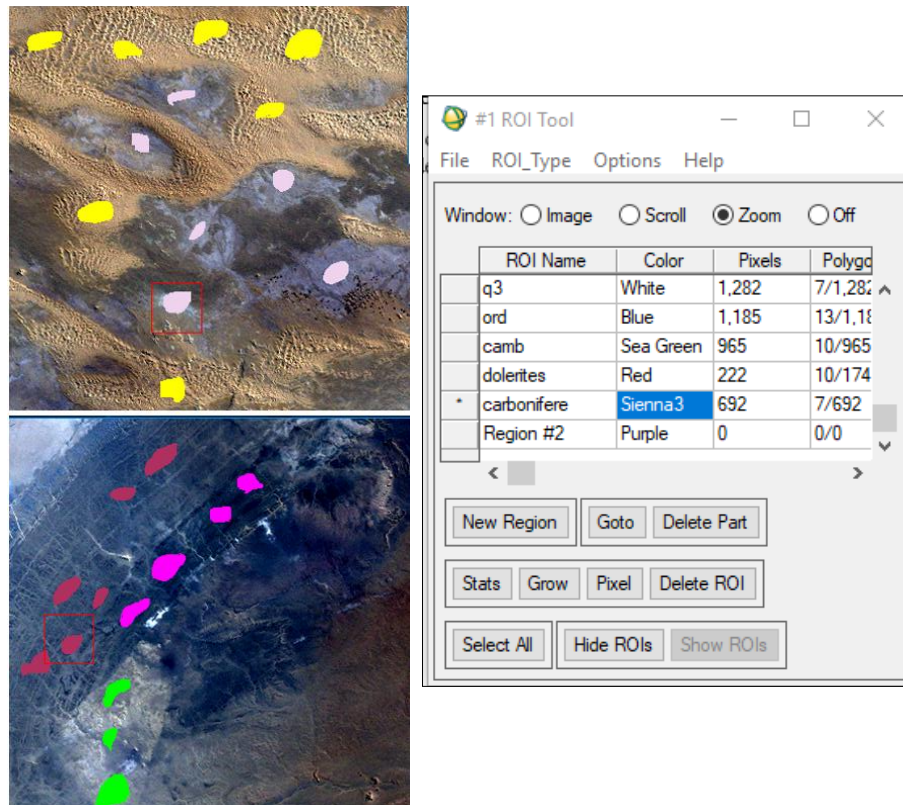 #1 ROI Tool
File ROI_Type Options Help
Window: Image Scroll Zoom Off
ROI Name Color Pixels
q3 White 1,282 7/1,282
ord Blue 1,185
camb Sea Green 965 10/965
dolerites Red 222 10/174
* carbonifere Sienna3 692 7/692
Region #2 Purple 0 0/0
New Region Goto Delete Part
Stats Grow Pixel Delete ROI
Select All Hide ROIs Show ROIs